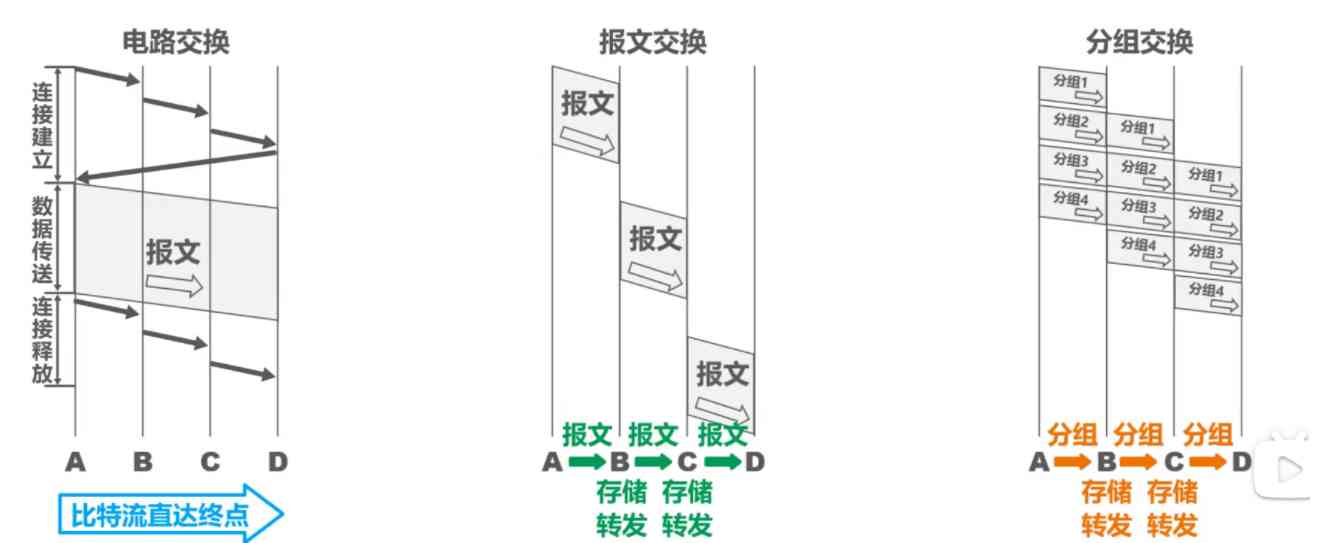 电路交换
连接建立
数据传送
报文
连接释放
A B C D
比特流直达终点
报文交换
报文
报文
报文
报文 报文 报文
A B C D
存储 存储
转发 转发
分组交换
分组1
分组2 分组1
分组3 分组2 分组1
分组4 分组3 分组2
分组4 分组3
分组4
分组 分组 分组
A B C D
存储 存储
转发 转发